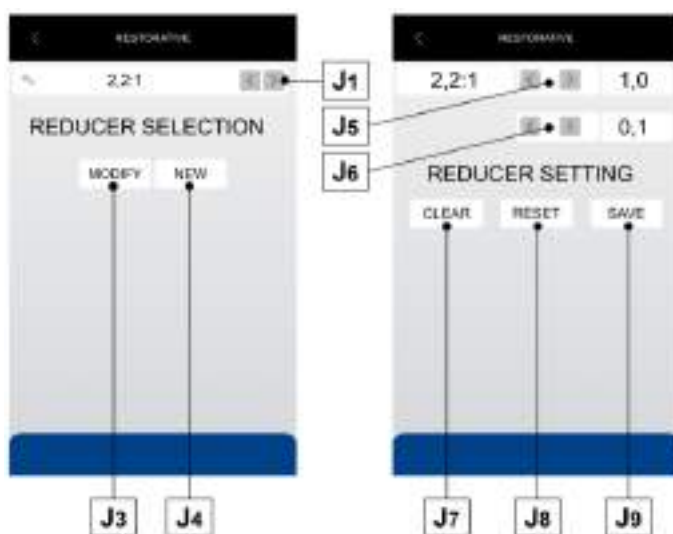 RESTORATIVE
2,2:1
J1
REDUCER SELECTION
MODIFY NEW
J3 J4
RESTORATIVE
2,2:1 1,0
J5
0,1
J6
REDUCER SETTING
CLEAR RESET SAVE
J7 J8 J9